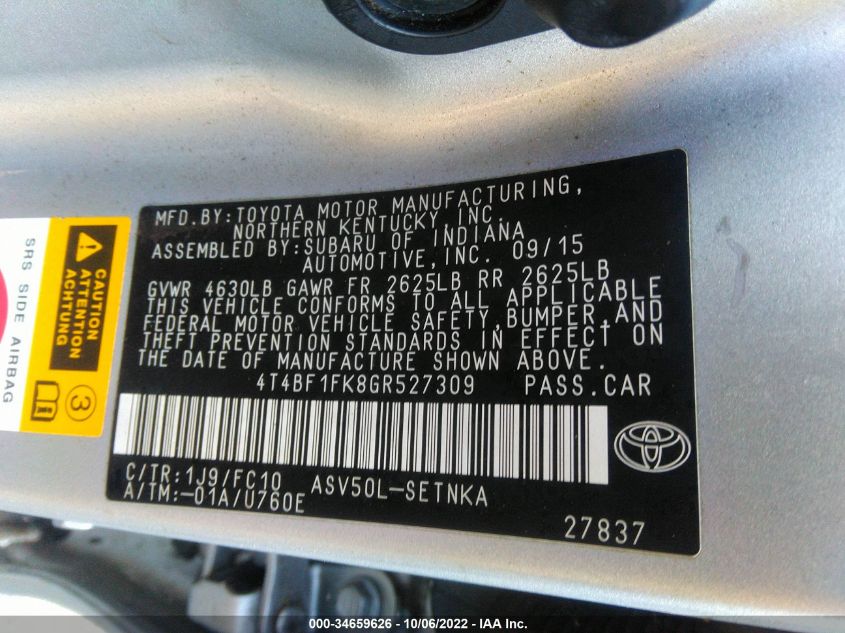 MFD.BY:TOYOTA MOTOR MANUFACTURING,
NORTHERN KENTUCKY, INC.
ASSEMBLED BY:SUBARU OF INDIANA
AUTOMOTIVE,INC. 09/15
GVWR 4630LB GAWR FR 2625LB RR 2625LB
THIS VEHICLE CONFORMS TO ALL APPLICABLE
FEDERAL MOTOR VEHICLE SAFETY,BUMPER,AND
THEFT PREVENTION STANDARDS IN EFFECT ON
THE DATE OF MANUFACTURE SHOWN ABOVE.
4T4BF1FK8GR527309 PASS.CAR
C/TR:1J9/FC10 ASV50L-SETNKA
A/TM:-01A/U760E
27837
CAUTION
ATTENTION
ACHTUNG
3
SRS SIDE AIRBAG
000-34659626 - 10/06/2022 - IAA Inc.